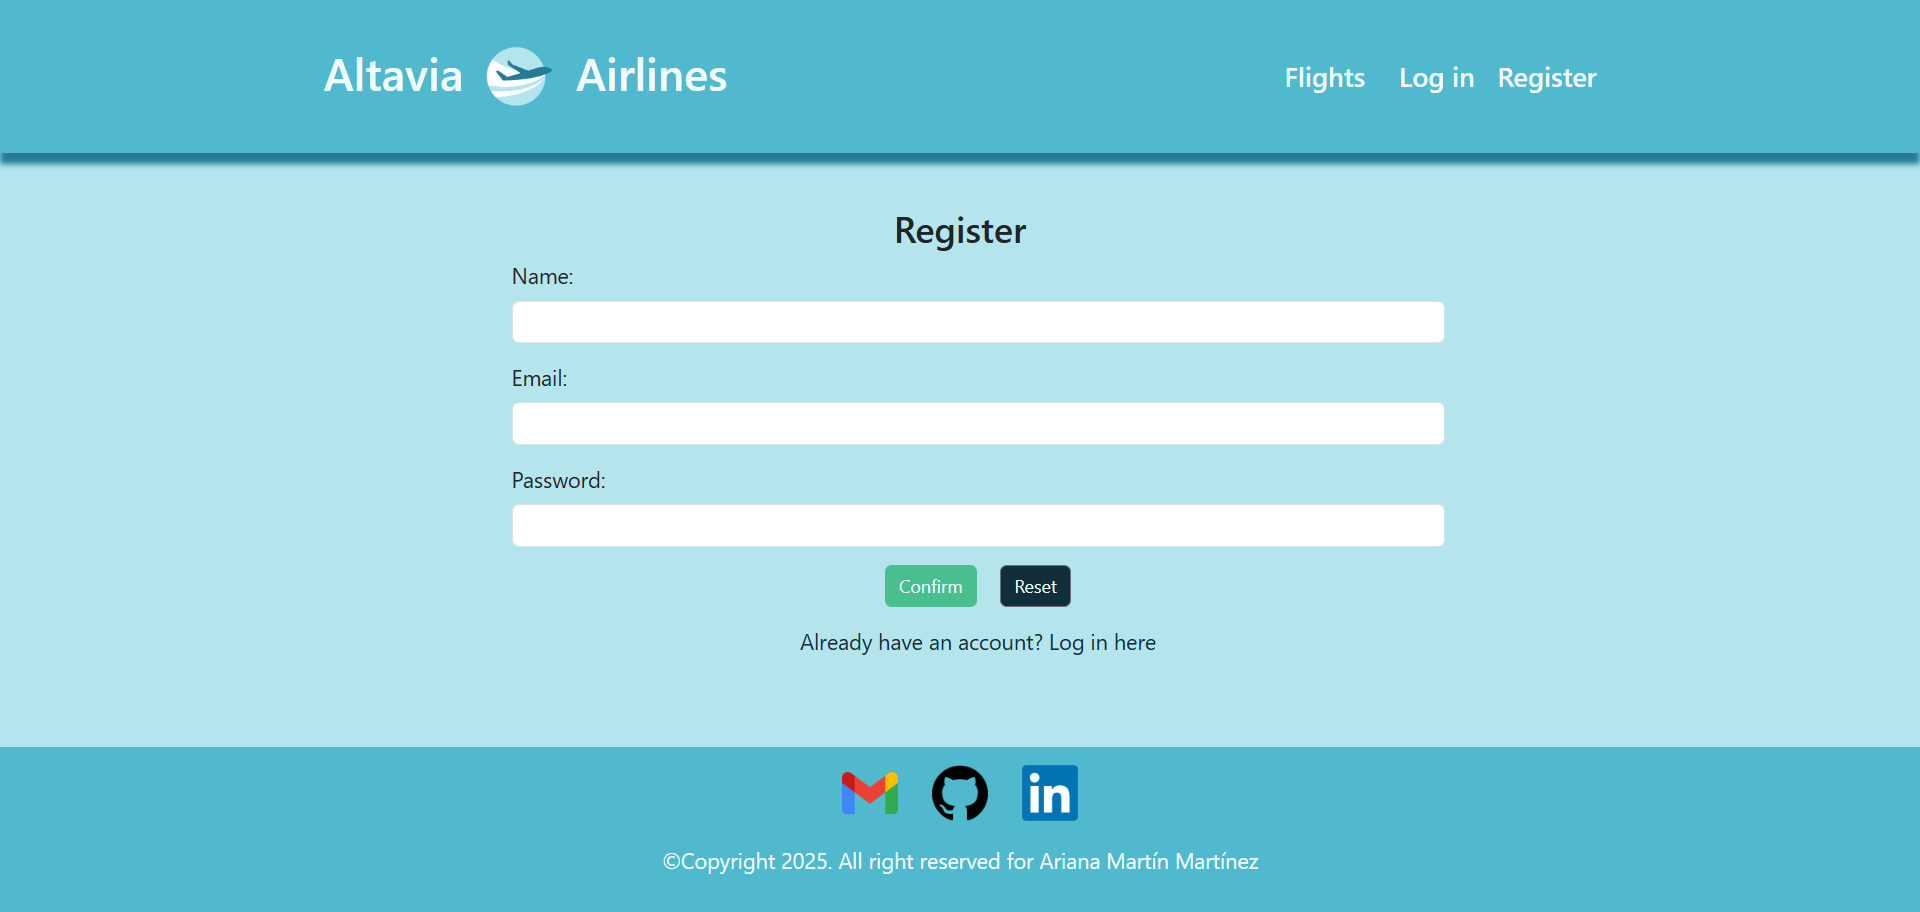 Altavia Airlines
Flights Log in Register
Register
Name:
Email:
Password:
Confirm Reset
Already have an account? Log in here
in
©Copyright 2025. All right reserved for Ariana Martín Martínez